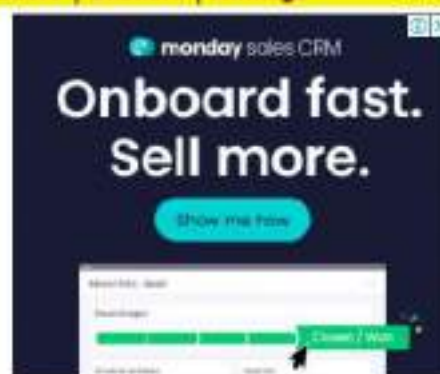 monday sales CRM
Onboard fast.
Sell more.
Show me how
Closed / Won